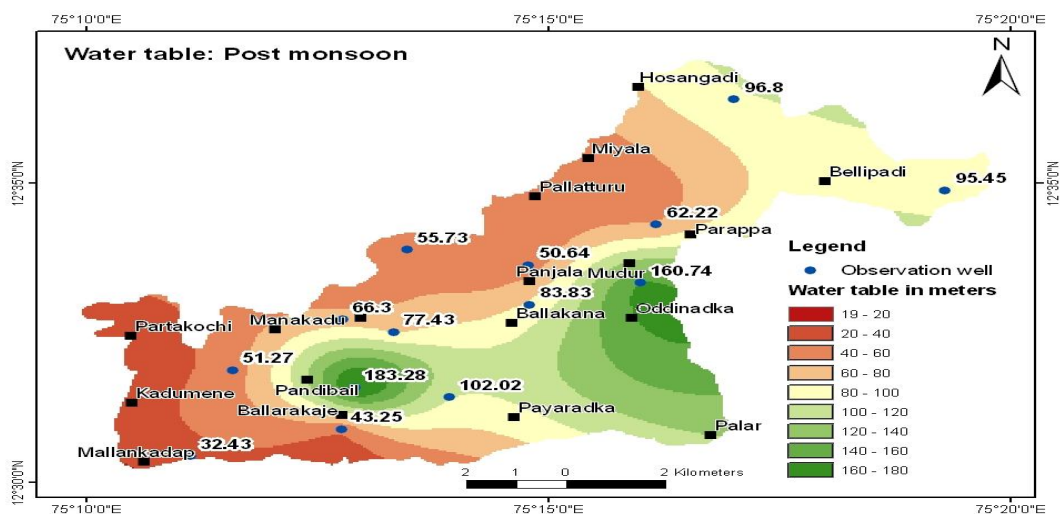 75°10'0"E
75°15'0"E
75°20'0"E
Water table: Post monsoon
N
Hosangadi
96.8
Miyala
Bellipadi
95.45
12°35'0"N
12°35'0"N
Pallatturu
62.22
Parappa
55.73
50.64
Panjala
Mudur
160.74
83.83
Oddinadka
66.3
Manakadu
77.43
Ballakana
Partakochi
51.27
183.28
Pandibail
102.02
Kadumene
Ballarakaje
43.25
Payaradka
Palar
32.43
Mallankadap
Legend
Observation well
Water table in meters
19 - 20
20 - 40
40 - 60
60 - 80
80 - 100
100 - 120
120 - 140
140 - 160
160 - 180
2 1 0 2 Kilometers
12°30'0"N
12°30'0"N
75°10'0"E
75°15'0"E
75°20'0"E